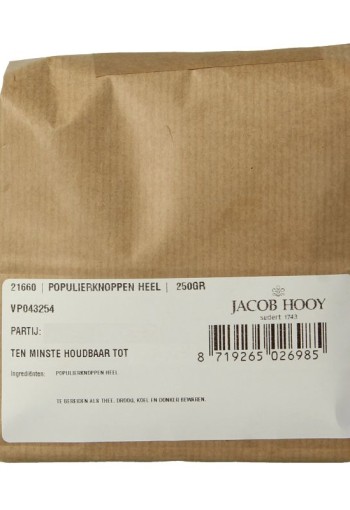 21660 | POPULIERKNOPPEN HEEL | 250GR
VP043254
PARTIJ:
TEN MINSTE HOUDBAAR TOT
Ingrediënten: POPULIERKNOPPEN HEEL
TE BEREIDEN ALS THEE. DROOG, KOEL EN DONKER BEWAREN.
JACOB HOOY
sedert 1743
8 719265 026985